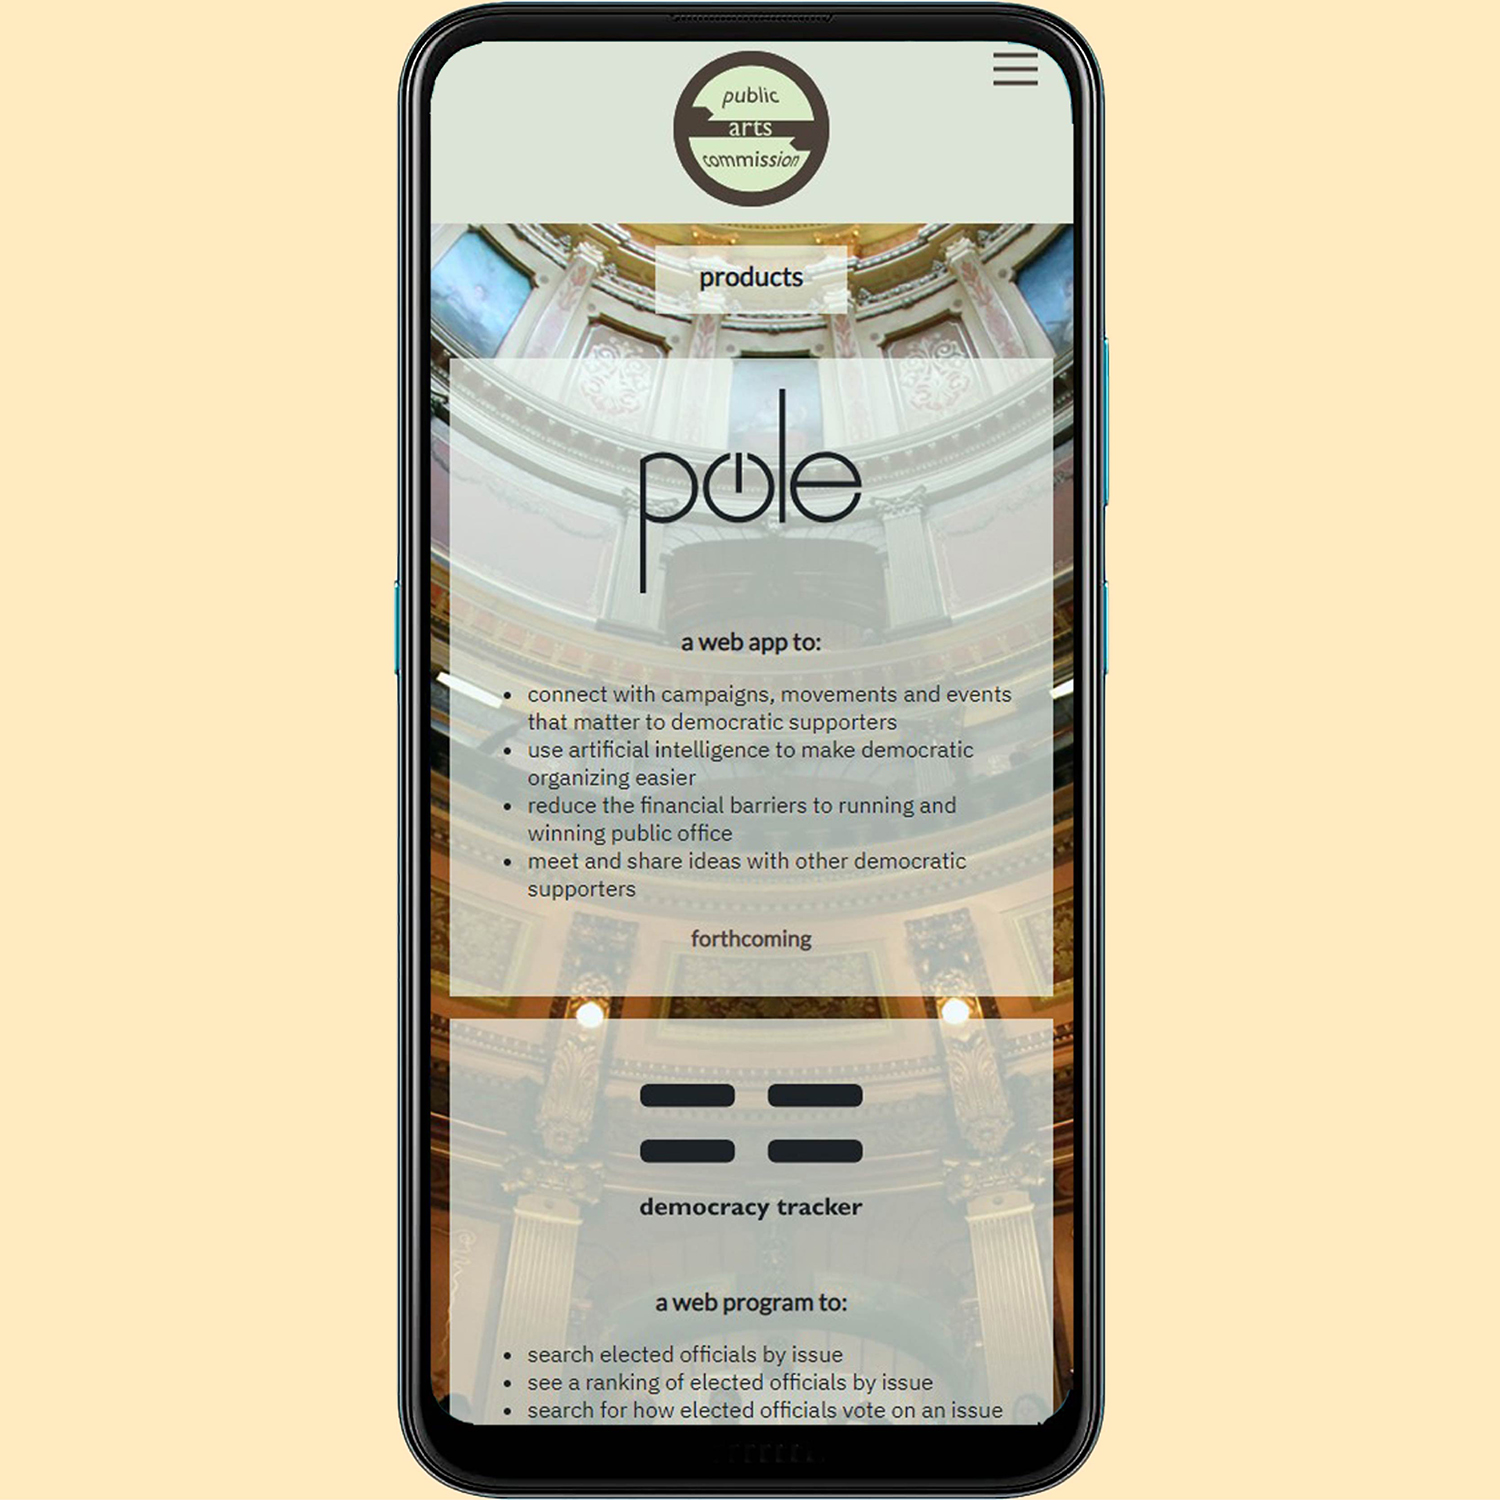 public
arts
commission
products
pole
a web app to:
• connect with campaigns, movements and events
that matter to democratic supporters
• use artificial intelligence to make democratic
organizing easier
• reduce the financial barriers to running and
winning public office
• meet and share ideas with other democratic
supporters
forthcoming
democracy tracker
a web program to:
• search elected officials by issue
• see a ranking of elected officials by issue
• search for how elected officials vote on an issue